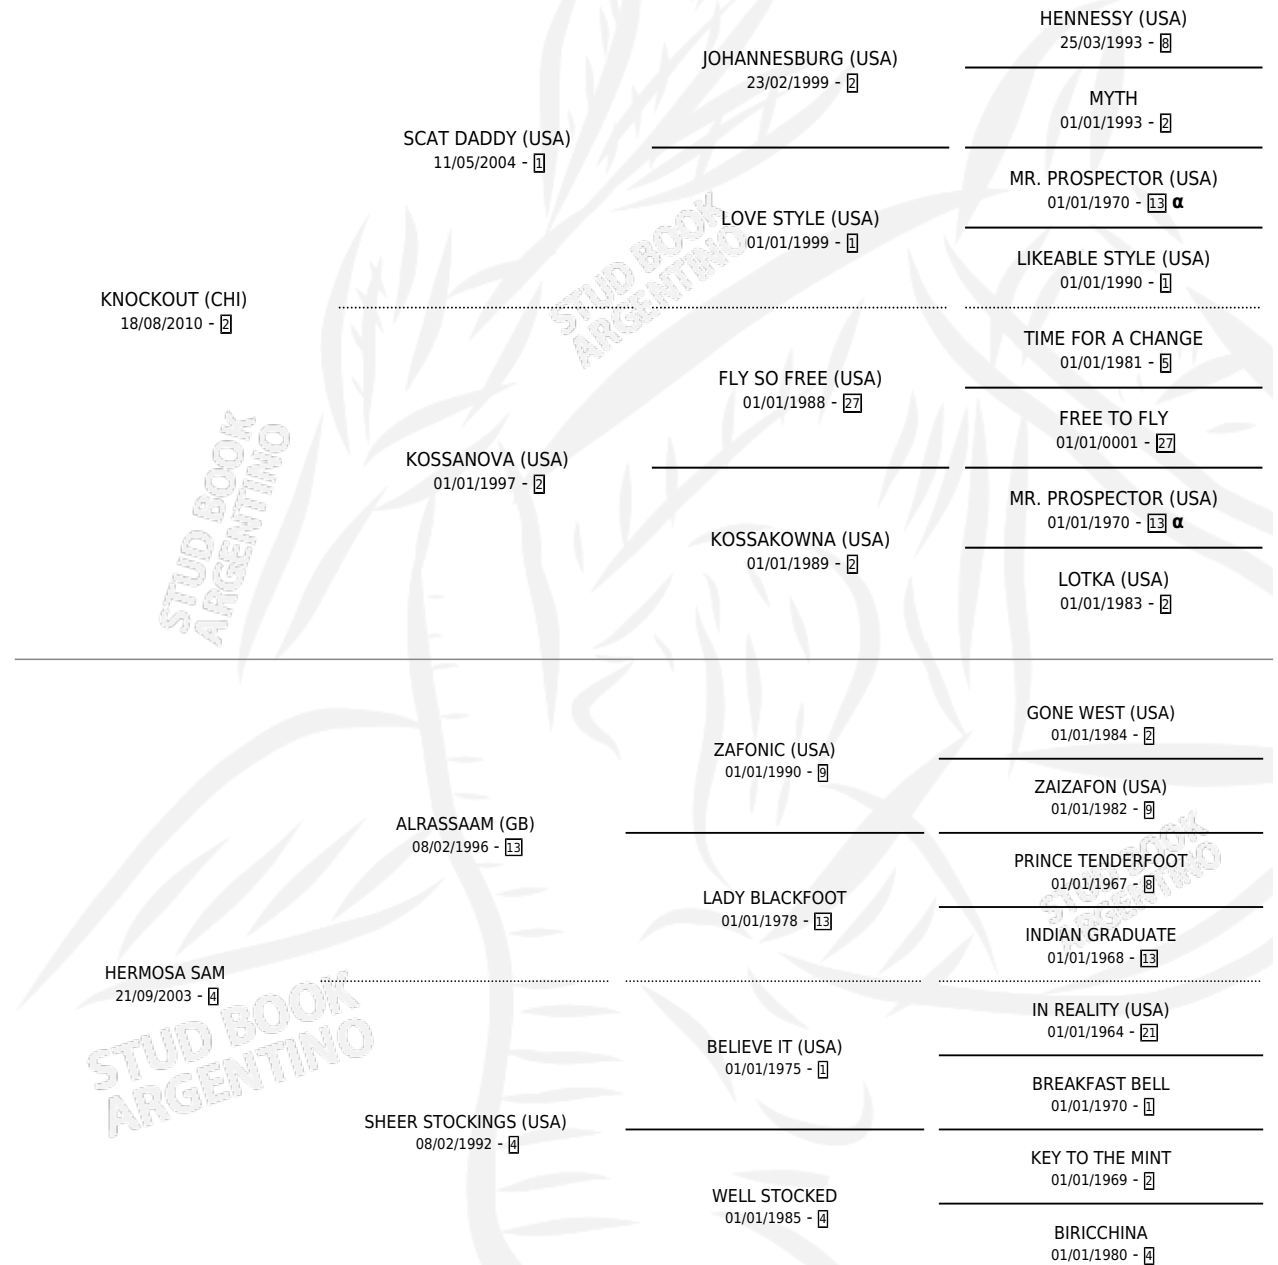 HENNESSY (USA)
25/03/1993 - 8
JOHANNESBURG (USA)
23/02/1999 - 2
MYTH
01/01/1993 - 2
SCAT DADDY (USA)
11/05/2004 - 1
MR. PROSPECTOR (USA)
01/01/1970 - 13 α
LOVE STYLE (USA)
01/01/1999 - 1
LIKEABLE STYLE (USA)
01/01/1990 - 1
KNOCKOUT (CHI)
18/08/2010 - 2
TIME FOR A CHANGE
01/01/1981 - 5
FLY SO FREE (USA)
01/01/1988 - 27
FREE TO FLY
01/01/0001 - 27
KOSSANOVA (USA)
01/01/1997 - 2
MR. PROSPECTOR (USA)
01/01/1970 - 13 α
KOSSAKOWNA (USA)
01/01/1989 - 2
LOTKA (USA)
01/01/1983 - 2
GONE WEST (USA)
01/01/1984 - 2
ZAFONIC (USA)
01/01/1990 - 9
ZAIZAFON (USA)
01/01/1982 - 9
ALRASSAAM (GB)
08/02/1996 - 13
PRINCE TENDERFOOT
01/01/1967 - 8
LADY BLACKFOOT
01/01/1978 - 13
INDIAN GRADUATE
01/01/1968 - 13
HERMOSA SAM
21/09/2003 - 4
IN REALITY (USA)
01/01/1964 - 21
BELIEVE IT (USA)
01/01/1975 - 1
BREAKFAST BELL
01/01/1970 - 1
SHEER STOCKINGS (USA)
08/02/1992 - 4
KEY TO THE MINT
01/01/1969 - 2
WELL STOCKED
01/01/1985 - 4
BIRICCHINA
01/01/1980 - 4
STUD BOOK
ARGENTINO
STUD BOOK
ARGENTINO
STUD BOOK
ARGENTINO
STUD BOOK
ARGENTINO